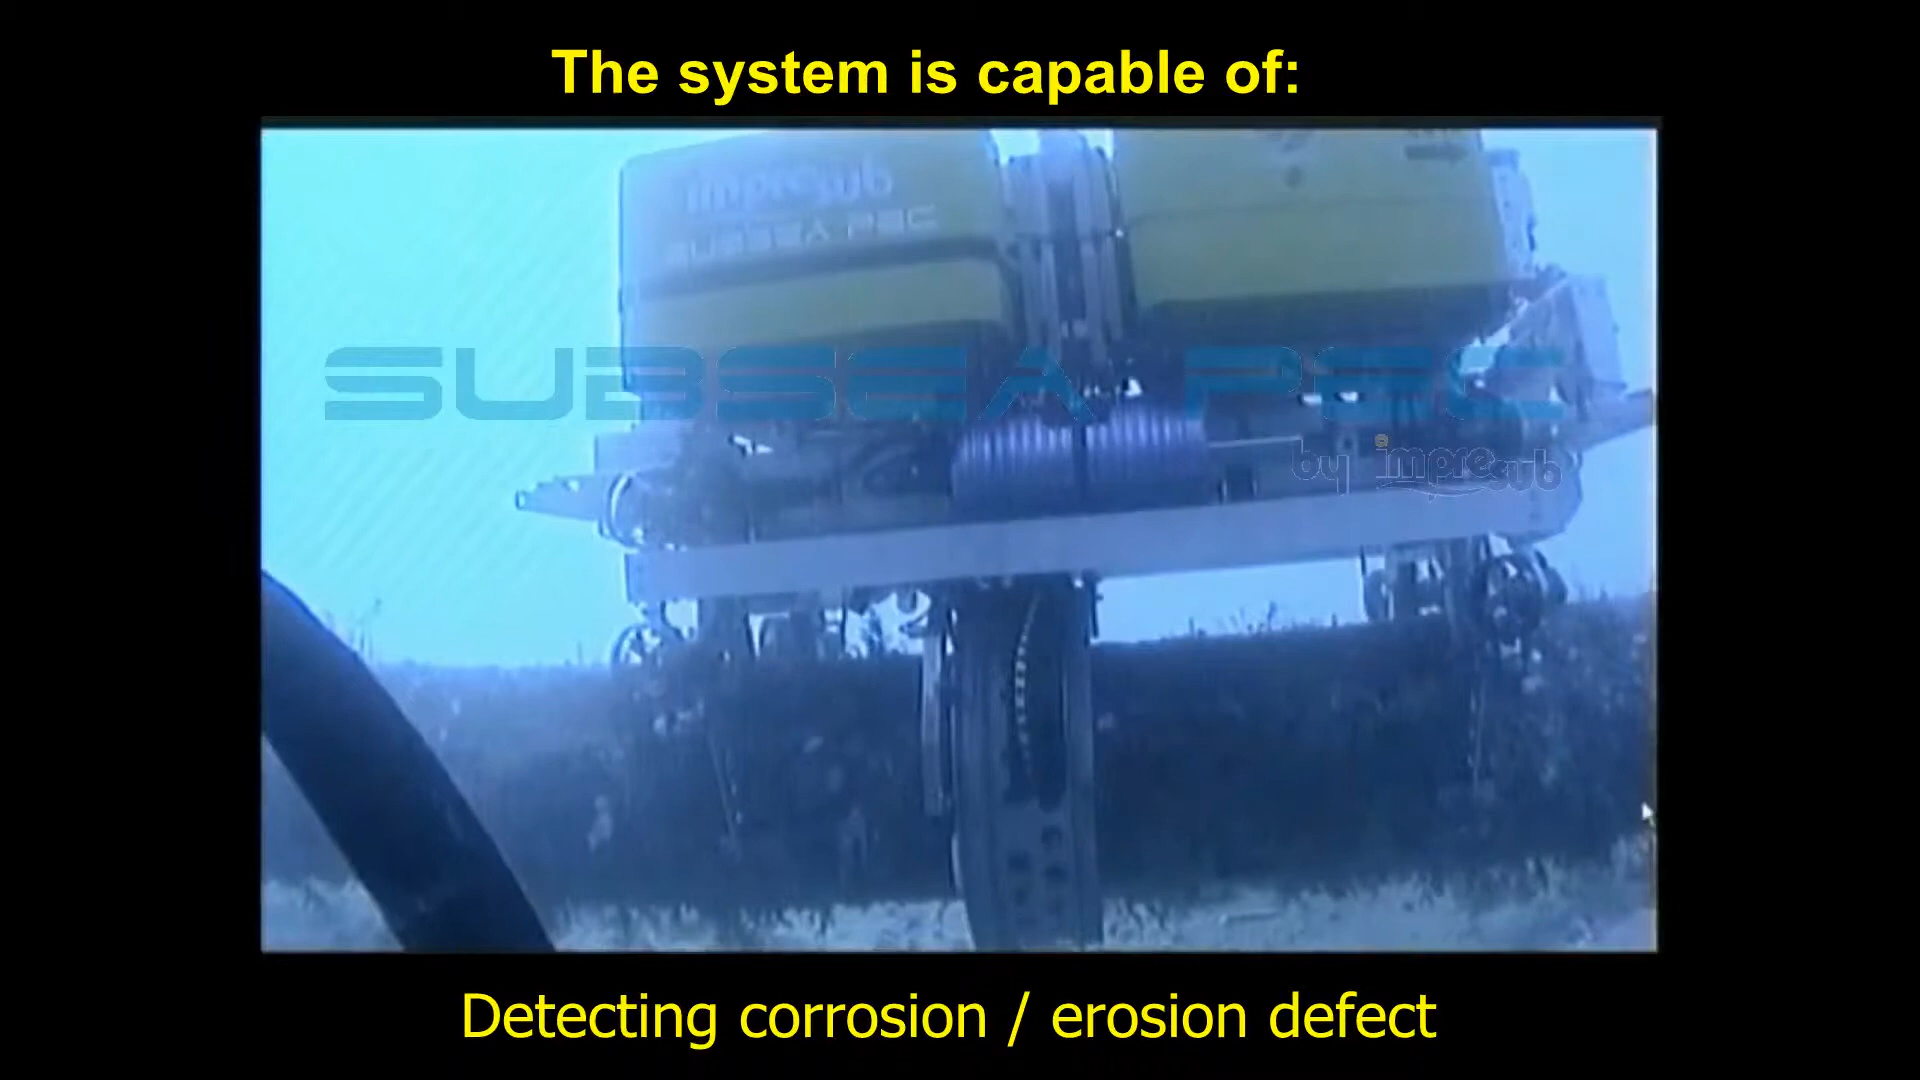 The system is capable of:
impresub
SUBSEA PEC
SUBSEA PEC
by impresub
Detecting corrosion / erosion defect